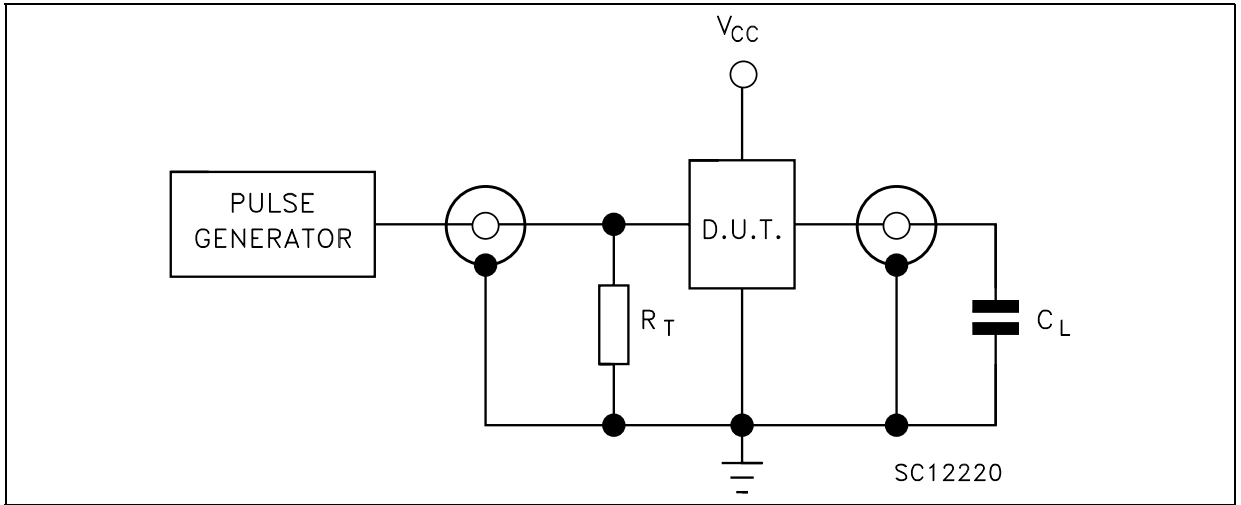 VCC
PULSE
GENERATOR
D.U.T.
RT
CL
SC12220